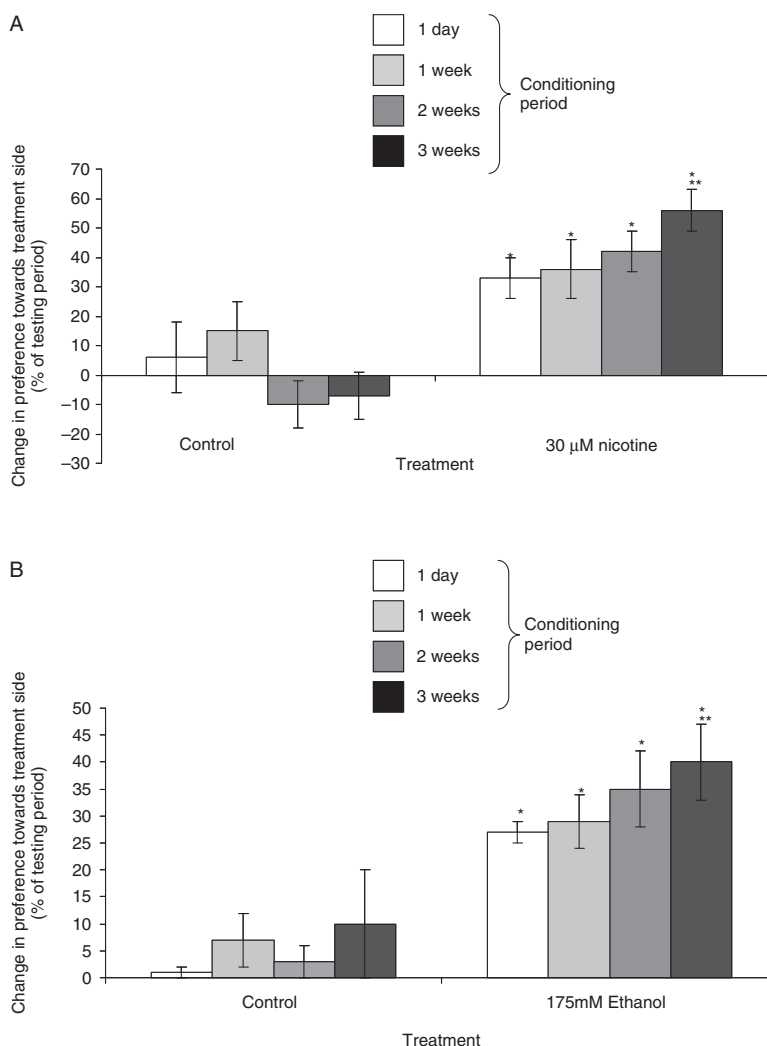 A
1 day
1 week
2 weeks
3 weeks
Conditioning
period
Change in preference towards treatment side
(% of testing period)
70
60
50
40
30
20
10
0
–10
–20
–30
*
*
*
*
**
Control
30 μM nicotine
Treatment
B
1 day
1 week
2 weeks
3 weeks
Conditioning
period
Change in preference towards treatment side
(% of testing period)
50
45
40
35
30
25
20
15
10
5
0
*
*
*
*
**
Control
175mM Ethanol
Treatment